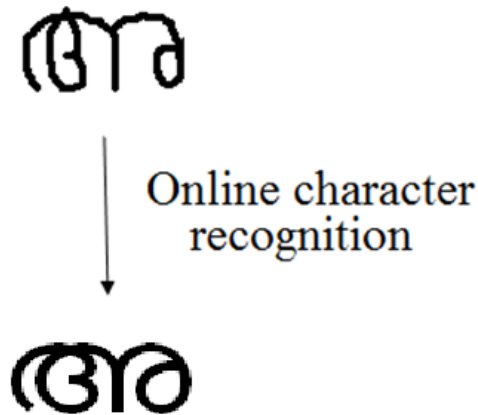 ആ
Online character
recognition
ആ